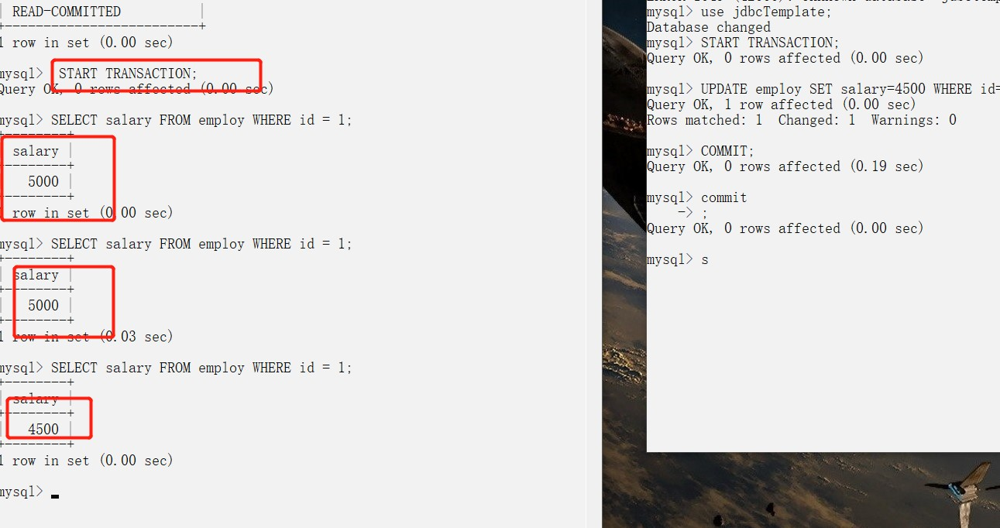 | READ-COMMITTED |
+-------------------------+
1 row in set (0.00 sec)
mysql> START TRANSACTION;
Query OK, 0 rows affected (0.00 sec)
mysql> SELECT salary FROM employ WHERE id = 1;
+--------+
| salary |
+--------+
| 5000 |
+--------+
1 row in set (0.00 sec)
mysql> SELECT salary FROM employ WHERE id = 1;
+--------+
| salary |
+--------+
| 5000 |
+--------+
1 row in set (0.03 sec)
mysql> SELECT salary FROM employ WHERE id = 1;
+--------+
| salary |
+--------+
| 4500 |
+--------+
1 row in set (0.00 sec)
mysql>
mysql> use jdbcTemplate;
Database changed
mysql> START TRANSACTION;
Query OK, 0 rows affected (0.00 sec)
mysql> UPDATE employ SET salary=4500 WHERE id=
Query OK, 1 row affected (0.00 sec)
Rows matched: 1 Changed: 1 Warnings: 0
mysql> COMMIT;
Query OK, 0 rows affected (0.19 sec)
mysql> commit
-> ;
Query OK, 0 rows affected (0.00 sec)
mysql> s